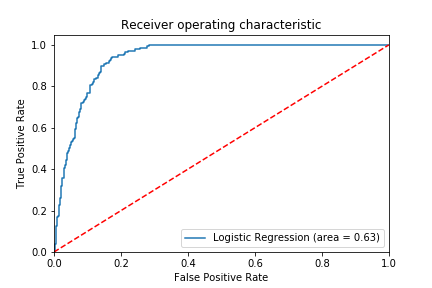 Receiver operating characteristic
True Positive Rate
1.0
0.8
0.6
0.4
0.2
0.0
Logistic Regression (area = 0.63)
0.0 0.2 0.4 0.6 0.8 1.0
False Positive Rate